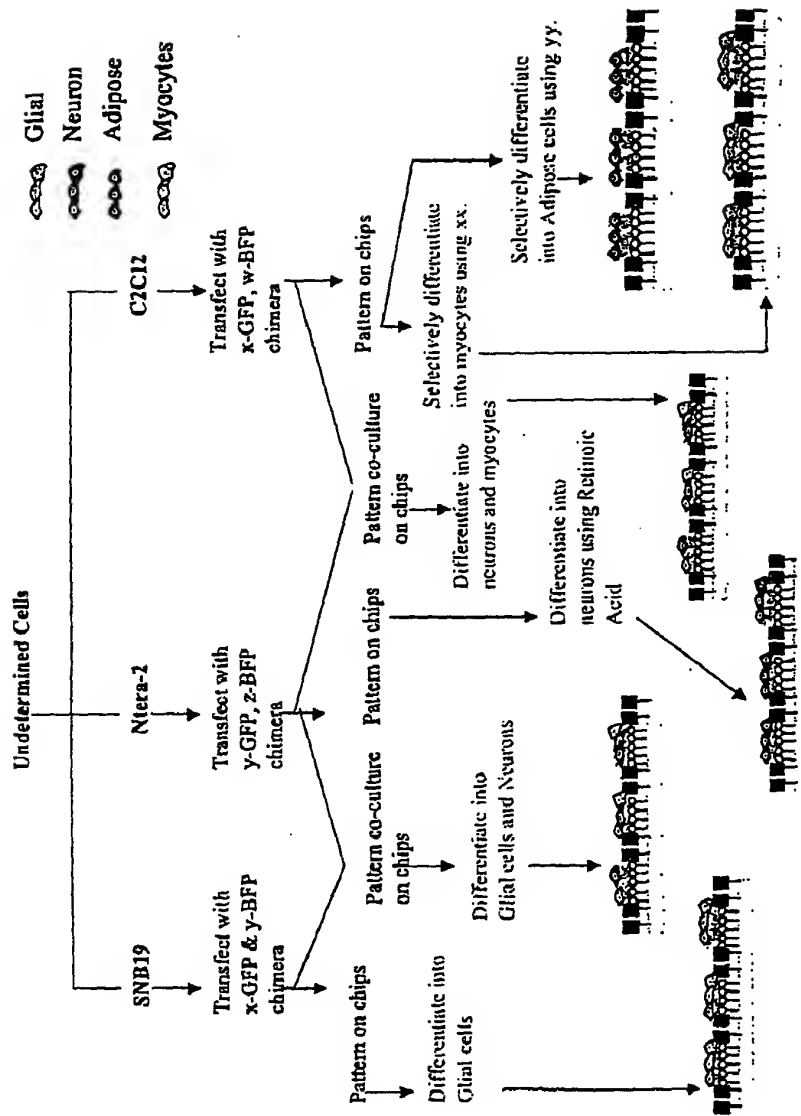 Undetermined Cells
Glial
Neuron
Adipose
Myocytes
SNB19
Ntera-2
C2C12
Transfect with
x-GFP & y-BFP
chimera
Transfect with
y-GFP, z-BFP
chimera
Transfect with
x-GFP, w-BFP
chimera
Pattern on chips
Pattern co-culture
on chips
Pattern on chips
Pattern co-culture
on chips
Pattern on chips
Differentiate into
Glial cells
Differentiate into
Glial cells and Neurons
Differentiate into
neurons using Retinoic
Acid
Differentiate into
neurons and myocytes
Selectively differentiate
into myocytes using xx.
Selectively differentiate
into Adipose cells using yy.